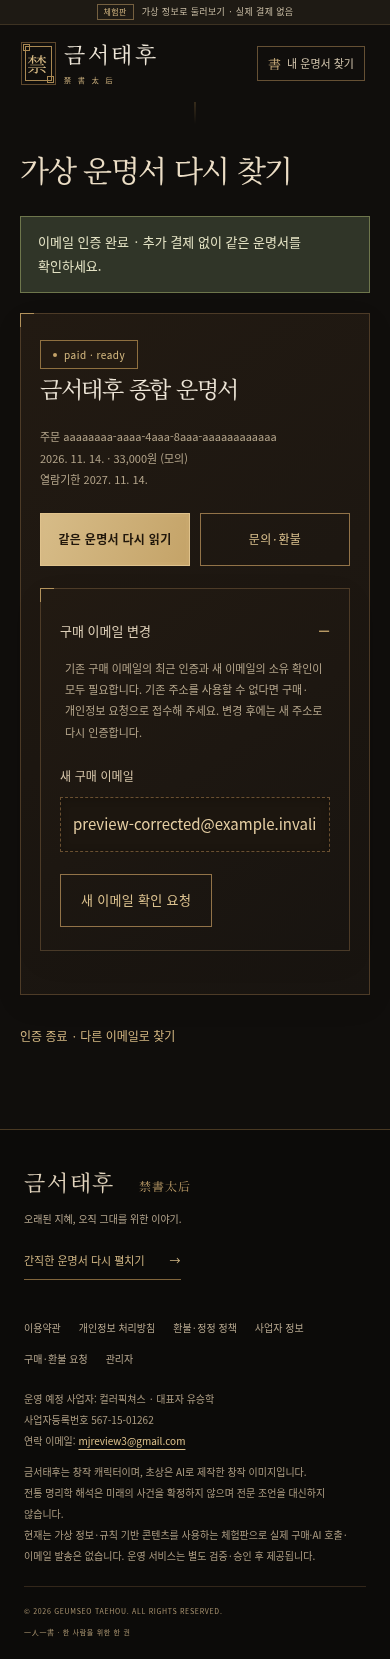 체험판 가상 정보로 둘러보기 · 실제 결제 없음
禁 금서태후
禁書太后
書 내 운명서 찾기
가상 운명서 다시 찾기
이메일 인증 완료 · 추가 결제 없이 같은 운명서를
확인하세요.
• paid · ready
금서태후 종합 운명서
주문 aaaaaaaa-aaaa-4aaa-8aaa-aaaaaaaaaaaa
2026. 11. 14. · 33,000원 (모의)
열람기한 2027. 11. 14.
같은 운명서 다시 읽기 문의·환불
구매 이메일 변경 —
기존 구매 이메일의 최근 인증과 새 이메일의 소유 확인이
모두 필요합니다. 기존 주소를 사용할 수 없다면 구매·
개인정보 요청으로 접수해 주세요. 변경 후에는 새 주소로
다시 인증합니다.
새 구매 이메일
preview-corrected@example.invali
새 이메일 확인 요청
인증 종료 · 다른 이메일로 찾기
금서태후 禁書太后
오래된 지혜, 오직 그대를 위한 이야기.
간직한 운명서 다시 펼치기 →
이용약관 개인정보 처리방침 환불·정정 정책 사업자 정보
구매·환불 요청 관리자
운영 예정 사업자: 컬러픽쳐스 · 대표자 유승학
사업자등록번호 567-15-01262
연락 이메일: mjreview3@gmail.com
금서태후는 창작 캐릭터이며, 초상은 AI로 제작한 창작 이미지입니다.
전통 명리학 해석은 미래의 사건을 확정하지 않으며 전문 조언을 대신하지
않습니다.
현재는 가상 정보·규칙 기반 콘텐츠를 사용하는 체험판으로 실제 구매·AI 호출·
이메일 발송은 없습니다. 운영 서비스는 별도 검증·승인 후 제공됩니다.
© 2026 GEUMSEO TAEHOU. ALL RIGHTS RESERVED.
一人一書 · 한 사람을 위한 한 권